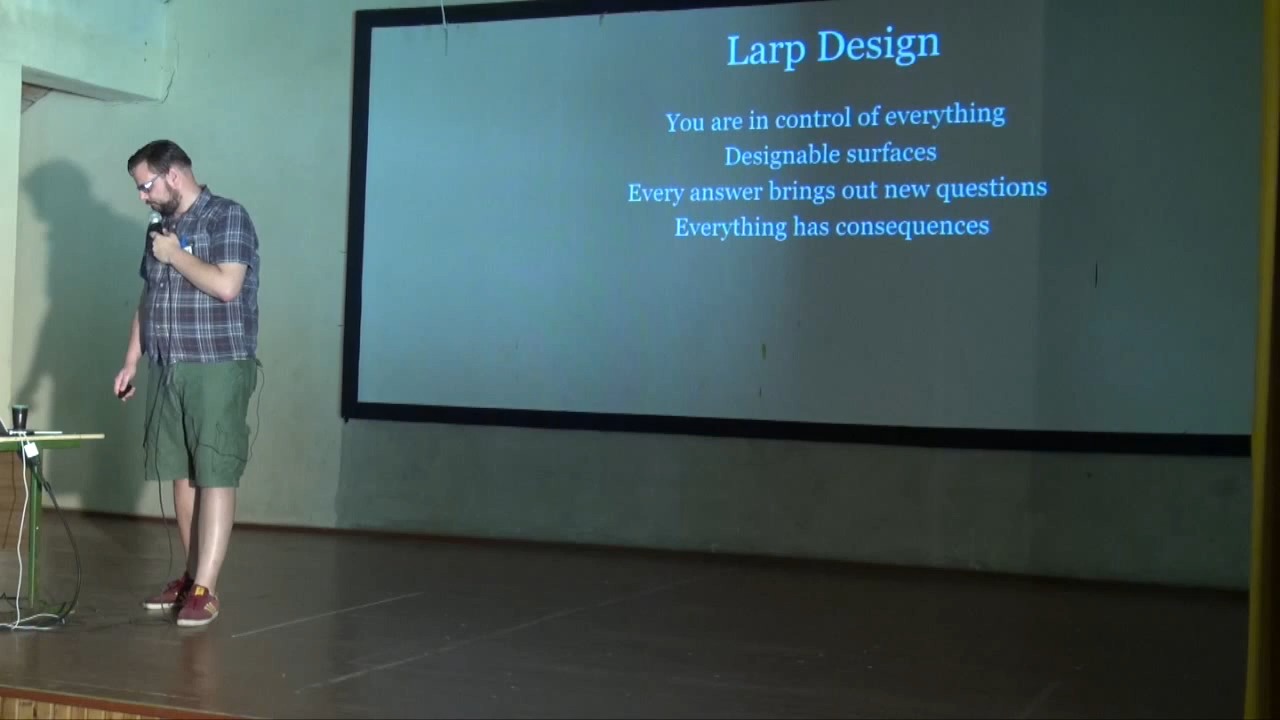 Larp Design
You are in control of everything
Designable surfaces
Every answer brings out new questions
Everything has consequences